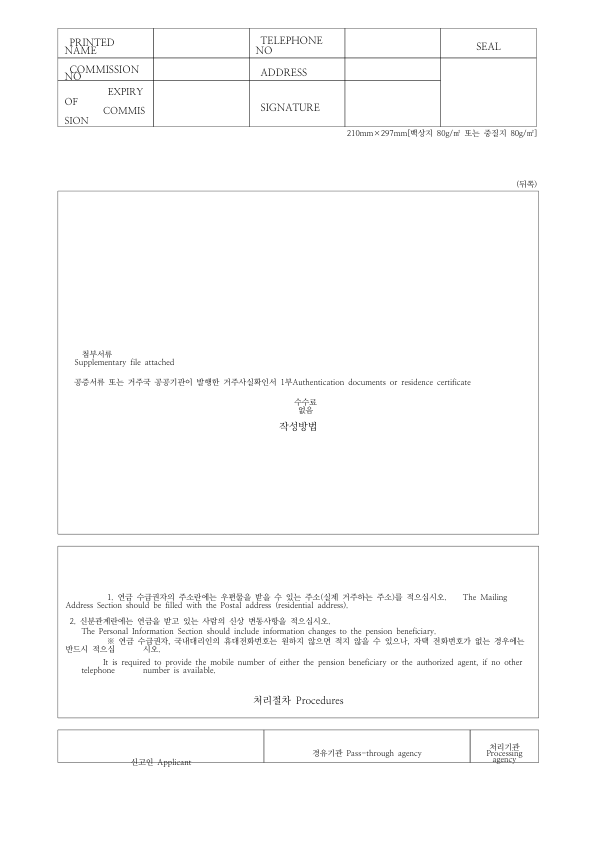 PRINTED
NAME
TELEPHONE
NO
SEAL
COMMISSION
NO
ADDRESS
EXPIRY
OF
COMMIS
SION
SIGNATURE
210mm×297mm[백상지 80g/㎡ 또는 중질지 80g/㎡]
(뒤쪽)
첨부서류
Supplementary file attached
공증서류 또는 거주국 공공기관이 발행한 거주사실확인서 1부Authentication documents or residence certificate
수수료
없음
작성방법
1. 연금 수급권자의 주소란에는 우편물을 받을 수 있는 주소(실제 거주하는 주소)를 적으십시오. The Mailing
Address Section should be filled with the Postal address (residential address).
2. 신분관계란에는 연금을 받고 있는 사람의 신상 변동사항을 적으십시오.
The Personal Information Section should include information changes to the pension beneficiary.
※ 연금 수급권자, 국내대리인의 휴대전화번호는 원하지 않으면 적지 않을 수 있으나, 자택 전화번호가 없는 경우에는
반드시 적으십 시오.
It is required to provide the mobile number of either the pension beneficiary or the authorized agent, if no other
telephone number is available.
처리절차 Procedures
신고인 Applicant
경유기관 Pass-through agency
처리기관
Processing
agency